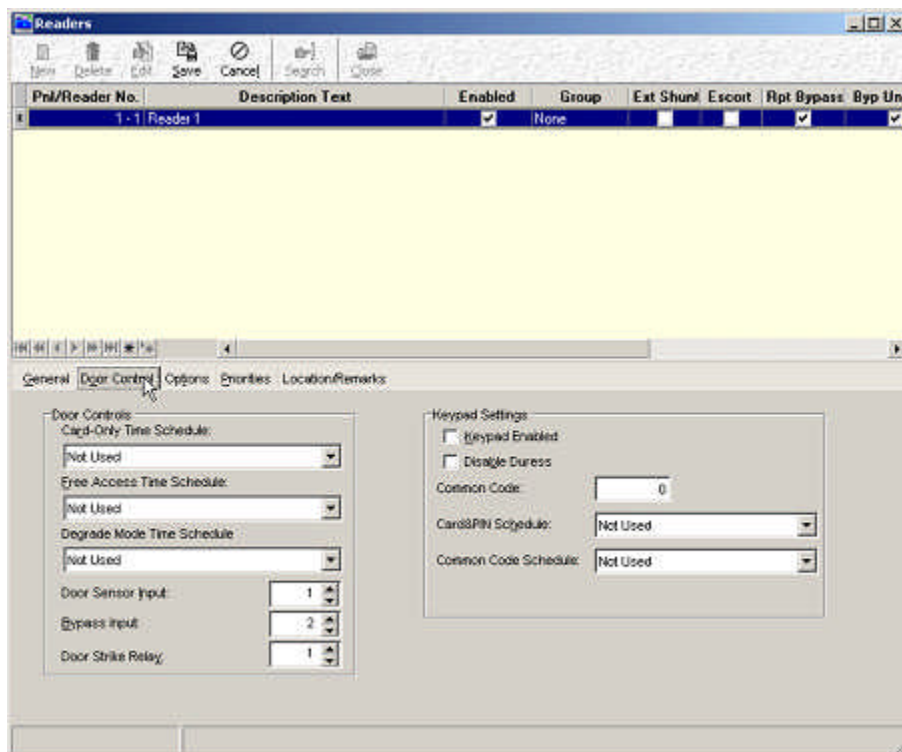 Readers
New Delete Edit Save Cancel Search Close
Pnl/Reader No. Description Text Enabled Group Ext Shunt Escort Rpt Bypass Byp Un
1 - 1 Reader 1 None
General Door Control Options Priorities Location/Remarks
Door Controls
Card-Only Time Schedule:
Not Used
Free Access Time Schedule:
Not Used
Degrade Mode Time Schedule
Not Used
Door Sensor Input: 1
Bypass Input 2
Door Strike Relay: 1
Keypad Settings
Keypad Enabled
Disable Duress
Common Code: 0
Card&PIN Schedule: Not Used
Common Code Schedule: Not Used